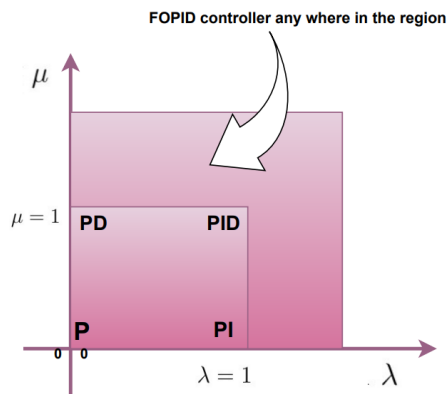 FOPID controller any where in the region
μ
μ = 1
PD PID
P PI
0 0
λ = 1 λ